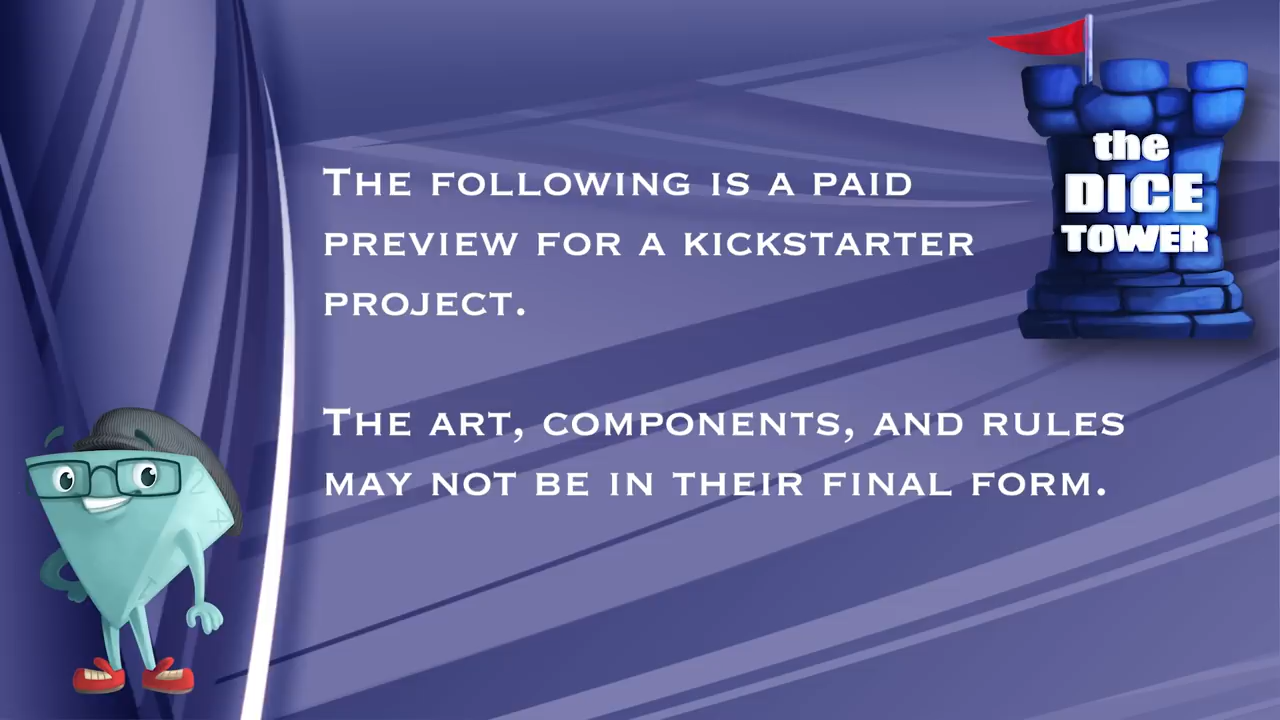 THE FOLLOWING IS A PAID
PREVIEW FOR A KICKSTARTER
PROJECT.
THE ART, COMPONENTS, AND RULES
MAY NOT BE IN THEIR FINAL FORM.
the
DICE
TOWER